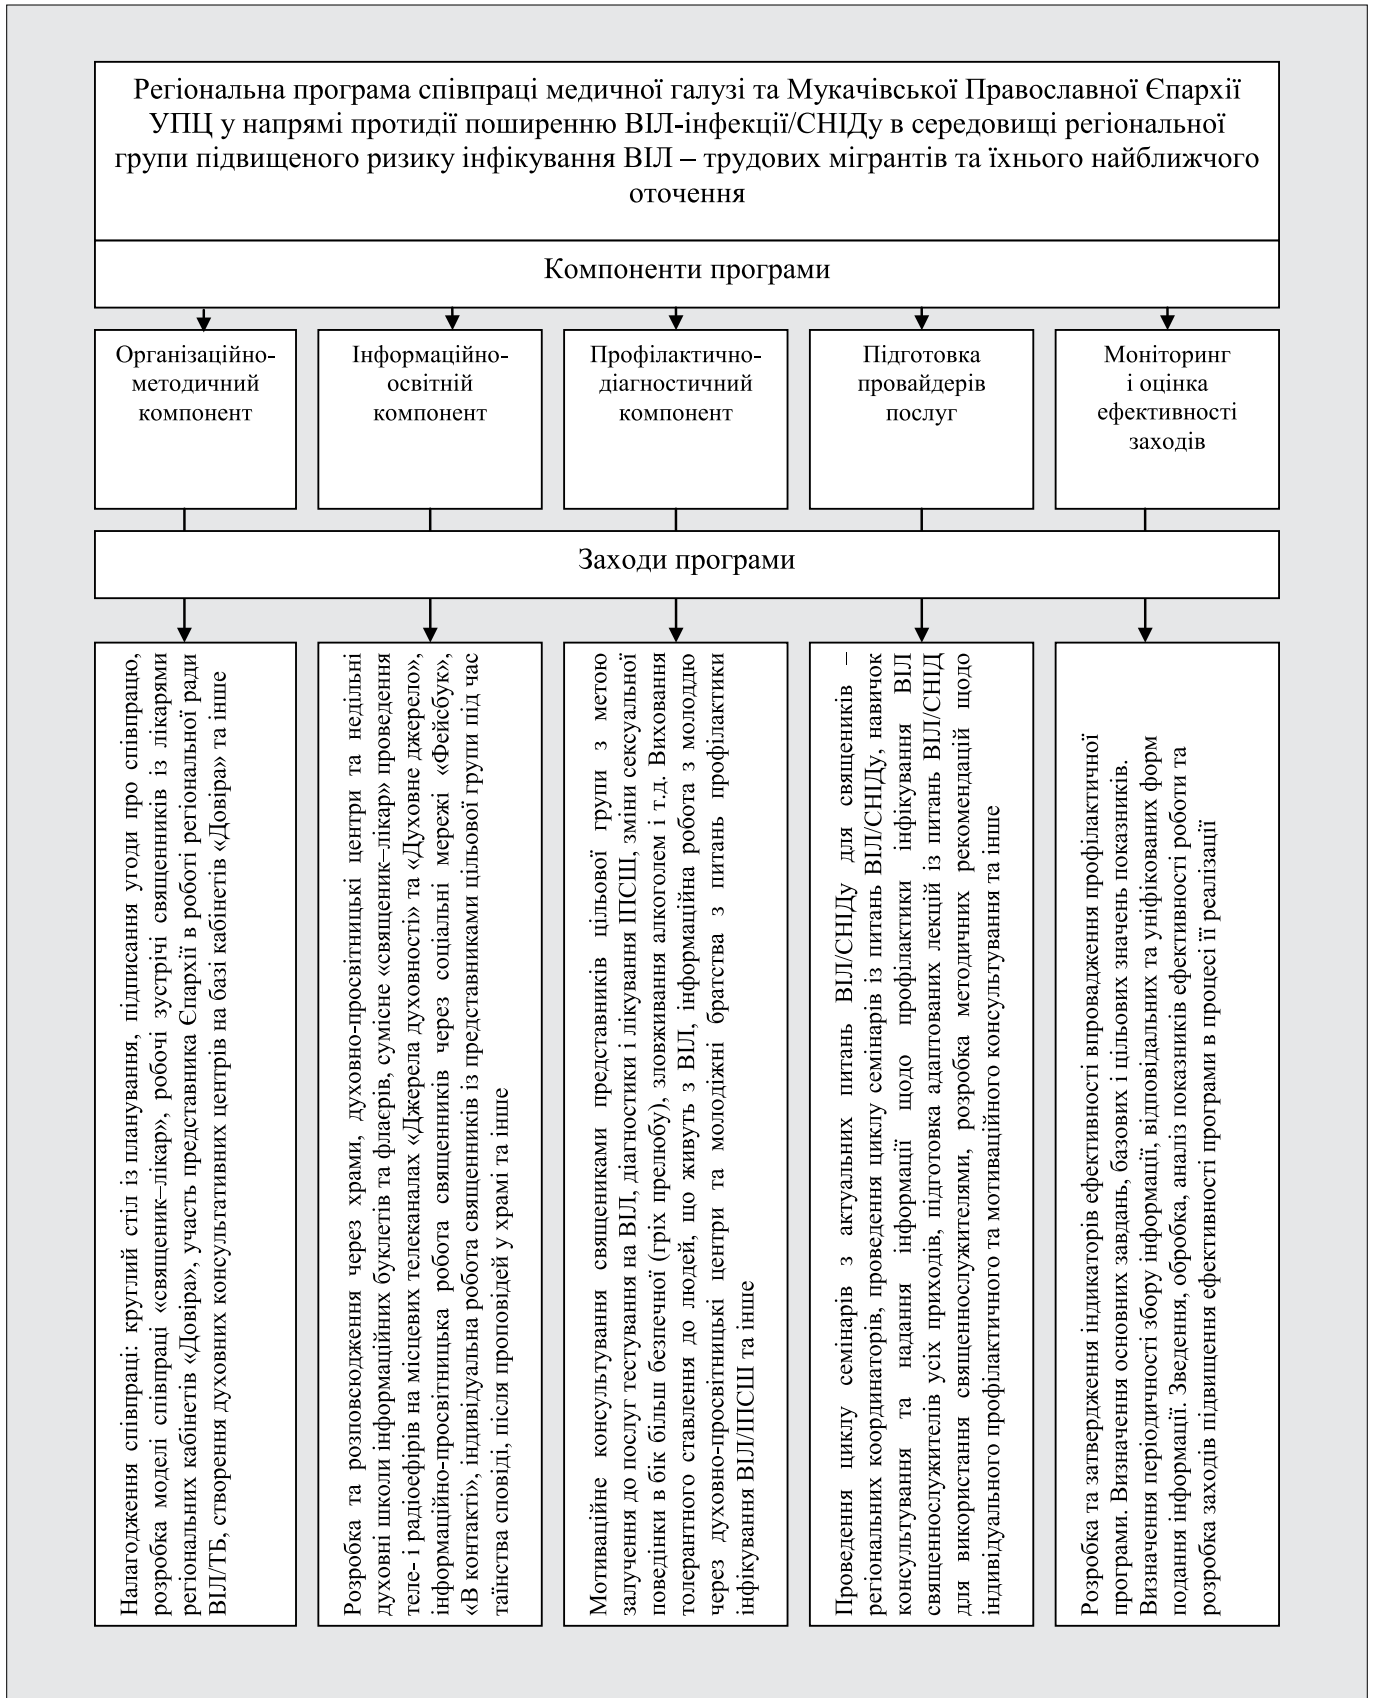 Регіональна програма співпраці медичної галузі та Мукачівської Православної Єпархії
УПЦ у напрямі протидії поширенню ВІЛ-інфекції/СНІДу в середовищі регіональної
групи підвищеного ризику інфікування ВІЛ – трудових мігрантів та їхнього найближчого
оточення
Компоненти програми
Організаційно-
методичний
компонент
Інформаційно-
освітній
компонент
Профілактично-
діагностичний
компонент
Підготовка
провайдерів
послуг
Моніторинг
і оцінка
ефективності
заходів
Заходи програми
Налагодження співпраці: круглий стіл із планування, підписання угоди про співпрацю,
розробка моделі співпраці «священик–лікар», робочі зустрічі священників із лікарями
регіональних кабінетів «Довіра», участь представника Єпархії в роботі регіональної ради
ВІЛ/ТБ, створення духовних консультативних центрів на базі кабінетів «Довіра» та інше
Розробка та розповсюдження через храми, духовно-просвітницькі центри та недільні
духовні школи інформаційних буклетів та флаєрів, сумісне «священик–лікар» проведення
теле- і радіоефірів на місцевих телеканалах «Джерела духовності» та «Духовне джерело»,
інформаційно-просвітницька робота священників через соціальні мережі «Фейсбук»,
«В контакті», індивідуальна робота священників із представниками цільової групи під час
таїнства сповіді, після проповідей у храмі та інше
Мотиваційне консультування священиками представників цільової групи з метою
залучення до послуг тестування на ВІЛ, діагностики і лікування ІПСШ, зміни сексуальної
поведінки в бік більш безпечної (гріх прелюбу), зловживання алкоголем і т.д. Виховання
толерантного ставлення до людей, що живуть з ВІЛ, інформаційна робота з молоддю
через духовно-просвітницькі центри та молодіжні братства з питань профілактики
інфікування ВІЛ/ІПСШ та інше
Проведення циклу семінарів з актуальних питань ВІЛ/СНІДу для священиків –
регіональних координаторів, проведення циклу семінарів із питань ВІЛ/СНІДу, навичок
консультування та надання інформації щодо профілактики інфікування ВІЛ
священнослужителів усіх приходів, підготовка адаптованих лекцій із питань ВІЛ/СНІД
для використання священнослужителями, розробка методичних рекомендацій щодо
індивідуального профілактичного та мотиваційного консультування та інше
Розробка та затвердження індикаторів ефективності впровадження профілактичної
програми. Визначення основних завдань, базових і цільових значень показників.
Визначення періодичності збору інформації, відповідальних та уніфікованих форм
подання інформації. Зведення, обробка, аналіз показників ефективності роботи та
розробка заходів підвищення ефективності програми в процесі її реалізації